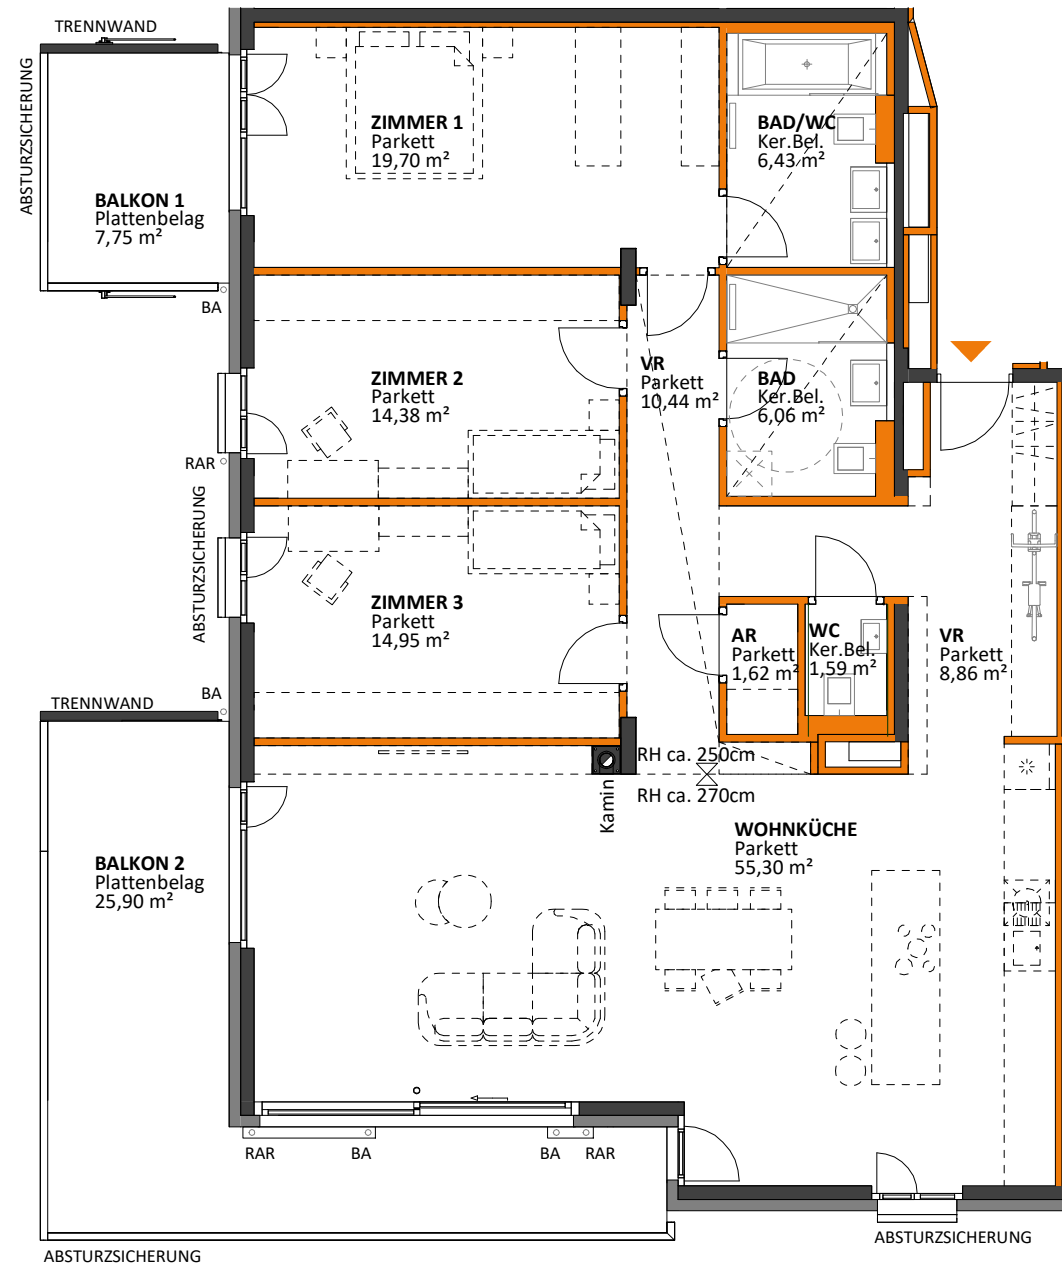 TRENNWAND
ABSTURZSICHERUNG
ZIMMER 1
Parkett
19,70 m²
BAD/WC
Ker.Bel.
6,43 m²
BALKON 1
Plattenbelag
7,75 m²
BA
ZIMMER 2
Parkett
14,38 m²
VR
Parkett
10,44 m²
BAD
Ker.Bel.
6,06 m²
RAR
ABSTURZSICHERUNG
ZIMMER 3
Parkett
14,95 m²
AR
Parkett
1,62 m²
WC
Ker.Bel.
1,59 m²
VR
Parkett
8,86 m²
BA
TRENNWAND
RH ca. 250cm
RH ca. 270cm
Kamin
WOHNKÜCHE
Parkett
55,30 m²
BALKON 2
Plattenbelag
25,90 m²
RAR
BA
BA
RAR
ABSTURZSICHERUNG
ABSTURZSICHERUNG